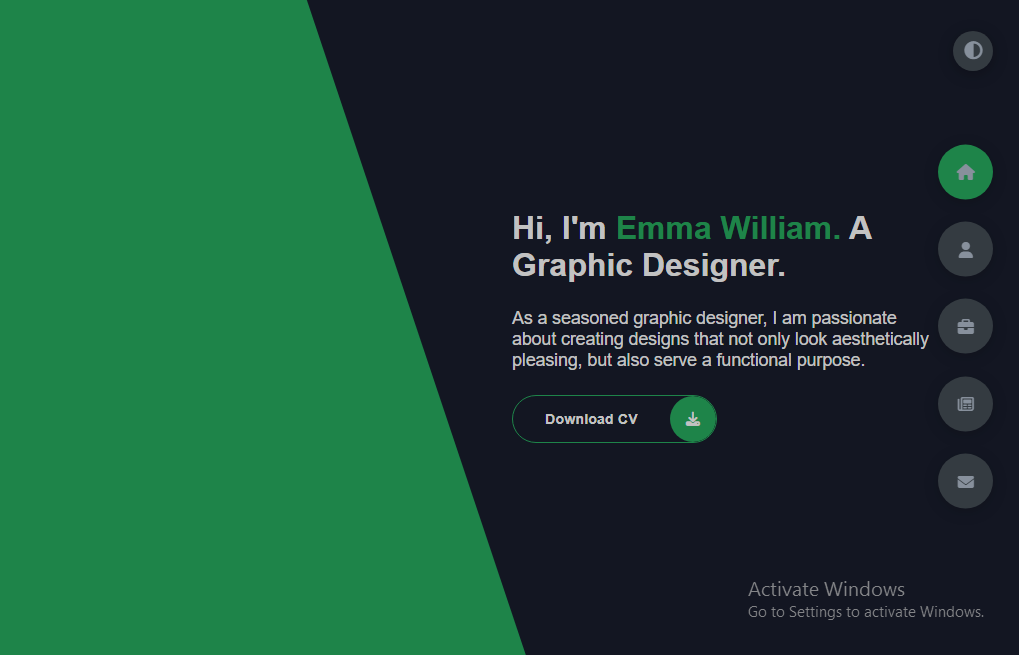 Hi, I'm Emma William. A
Graphic Designer.
As a seasoned graphic designer, I am passionate
about creating designs that not only look aesthetically
pleasing, but also serve a functional purpose.
Download CV
Activate Windows
Go to Settings to activate Windows.